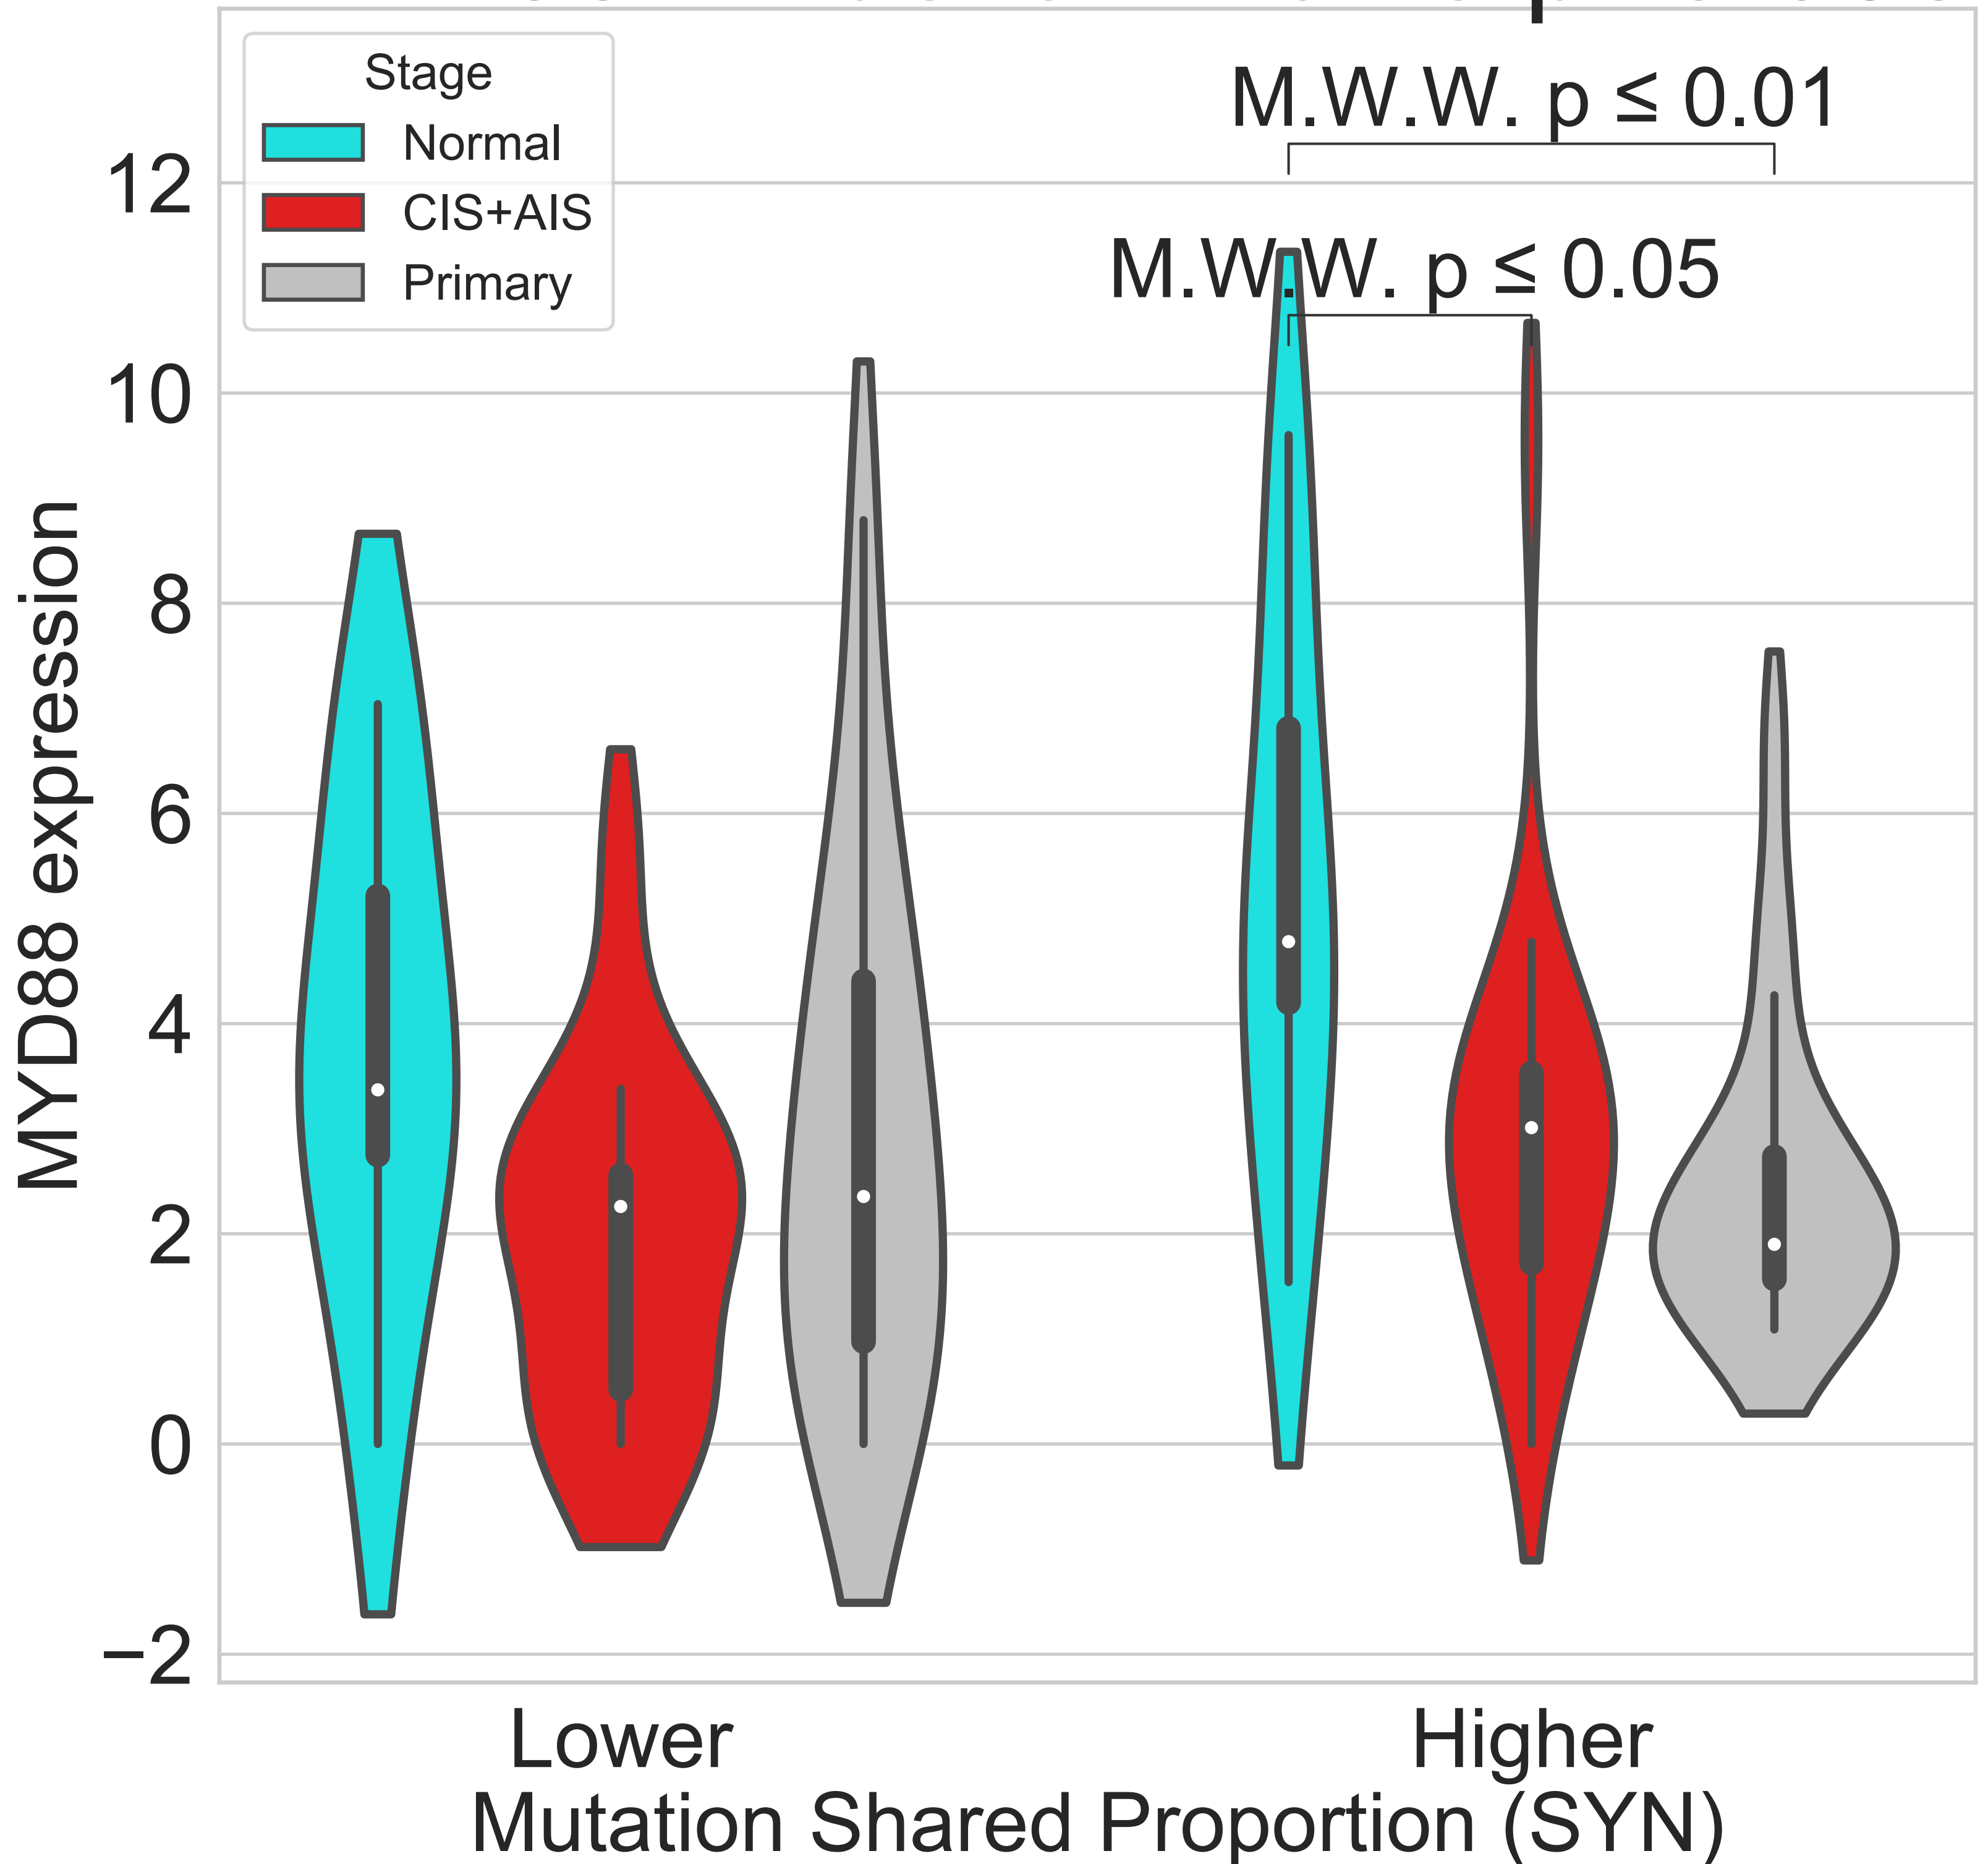 Stage
Normal
CIS+AIS
Primary
M.W.W. p ≤ 0.01
M.W.W. p ≤ 0.05
12
10
8
6
4
2
0
−2
MYD88 expression
Lower
Higher
Mutation Shared Proportion (SYN)